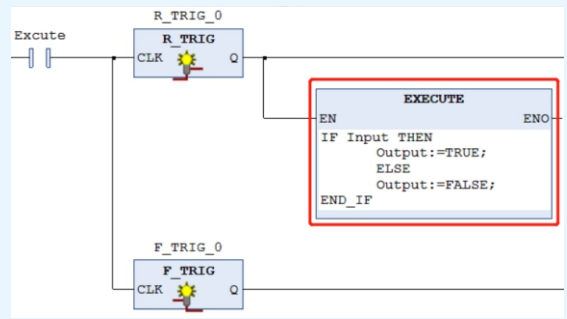 R_TRIG_0
Excute
R_TRIG
CLK Q
EXECUTE
EN ENO
IF Input THEN
Output:=TRUE;
ELSE
Output:=FALSE;
END_IF
F_TRIG_0
F_TRIG
CLK Q